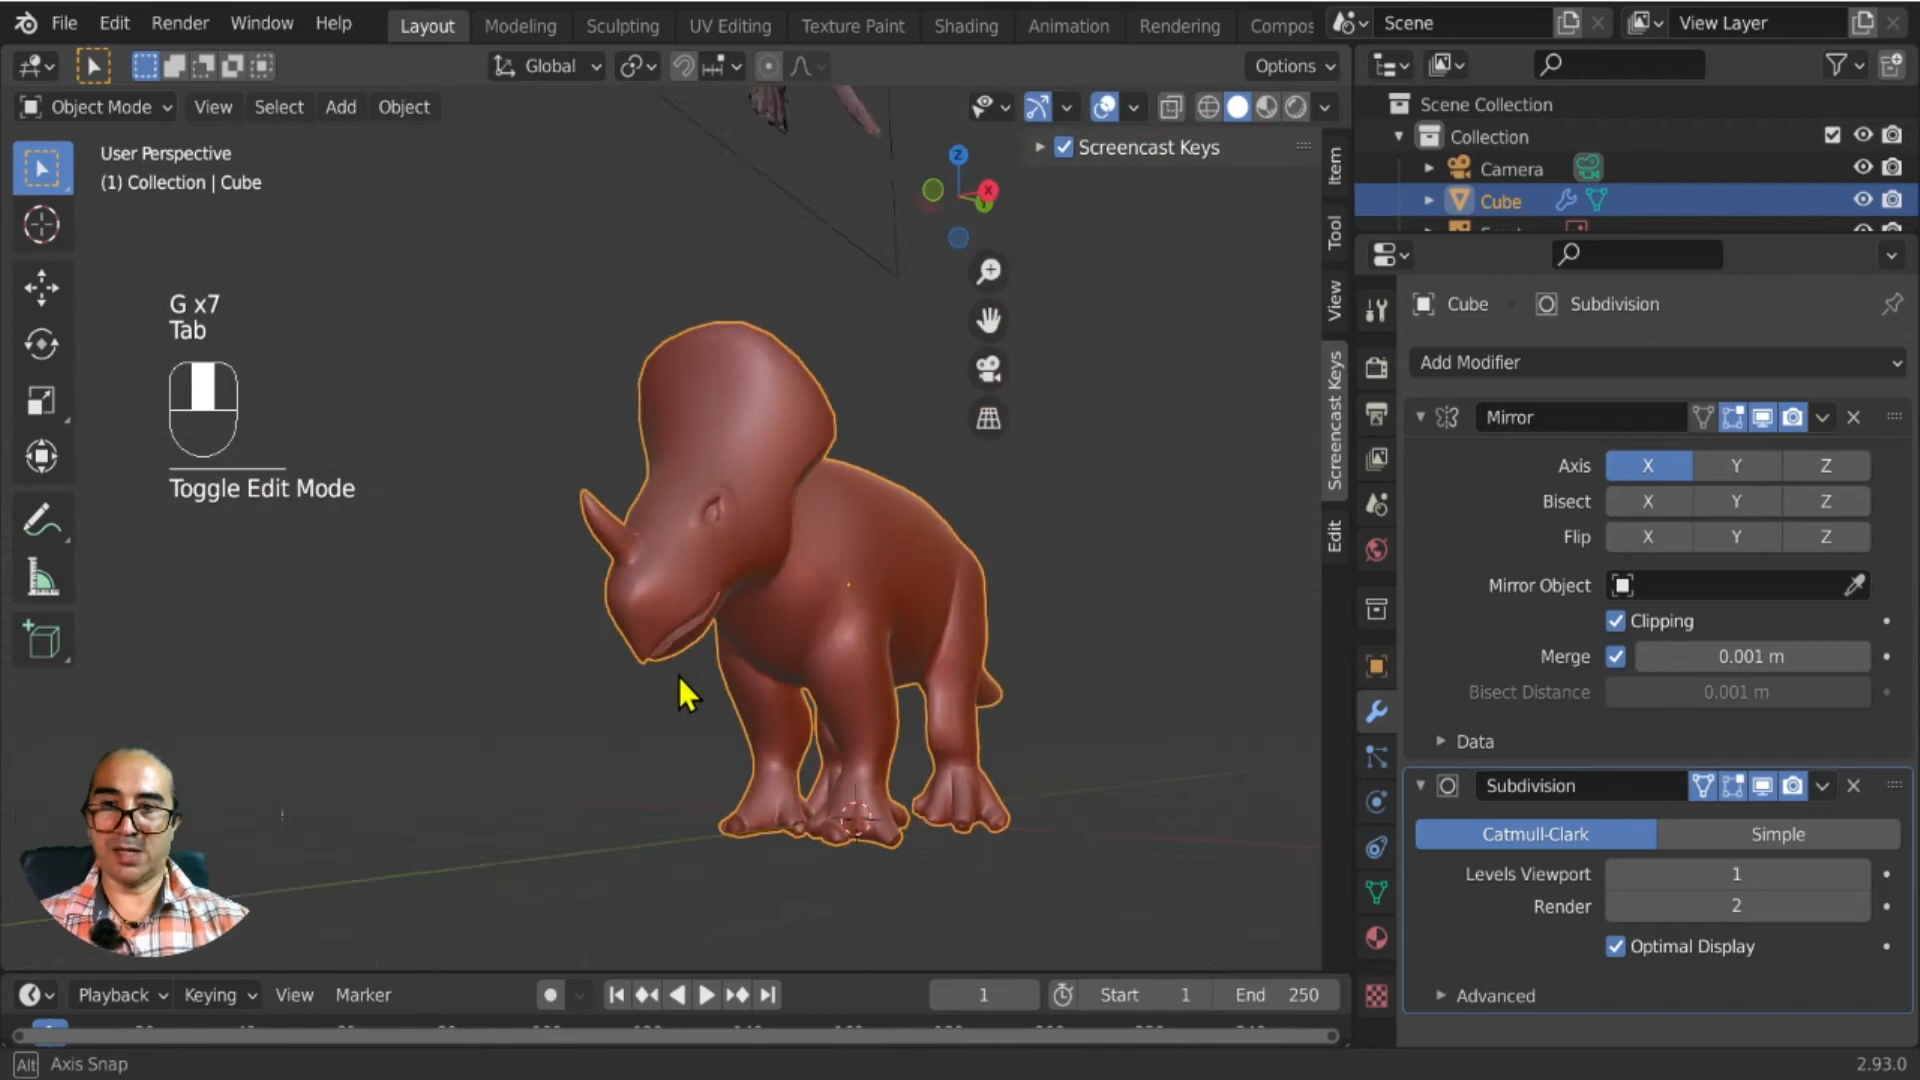 File Edit Render Window Help Layout Modeling Sculpting UV Editing Texture Paint Shading Animation Rendering Compos Scene View Layer
Global Options
Object Mode View Select Add Object
Scene Collection
Collection
Camera
Cube
User Perspective
(1) Collection | Cube
Screencast Keys
Z
X
Item
Tool
View
Screencast Keys
Edit
G x7
Tab
Toggle Edit Mode
Cube Subdivision
Add Modifier
Mirror
Axis X Y Z
Bisect X Y Z
Flip X Y Z
Mirror Object
Clipping
Merge 0.001 m
Bisect Distance 0.001 m
Data
Subdivision
Catmull-Clark Simple
Levels Viewport 1
Render 2
Optimal Display
Advanced
Playback Keying View Marker 1 Start 1 End 250
Alt Axis Snap 2.93.0